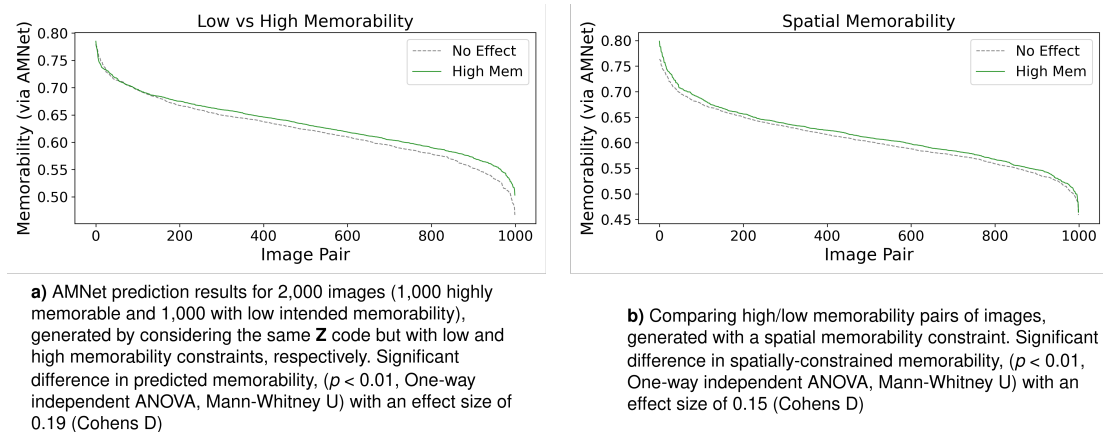 Low vs High Memorability
Memorability (via AMNet)
0.80
0.75
0.70
0.65
0.60
0.55
0.50
No Effect
High Mem
0 200 400 600 800 1000
Image Pair
Spatial Memorability
Memorability (via AMNet)
0.80
0.75
0.70
0.65
0.60
0.55
0.50
0.45
No Effect
High Mem
0 200 400 600 800 1000
Image Pair
a) AMNet prediction results for 2,000 images (1,000 highly
memorable and 1,000 with low intended memorability),
generated by considering the same Z code but with low and
high memorability constraints, respectively. Significant
difference in predicted memorability, (p < 0.01, One-way
independent ANOVA, Mann-Whitney U) with an effect size of
0.19 (Cohens D)
b) Comparing high/low memorability pairs of images,
generated with a spatial memorability constraint. Significant
difference in spatially-constrained memorability, (p < 0.01,
One-way independent ANOVA, Mann-Whitney U) with an
effect size of 0.15 (Cohens D)